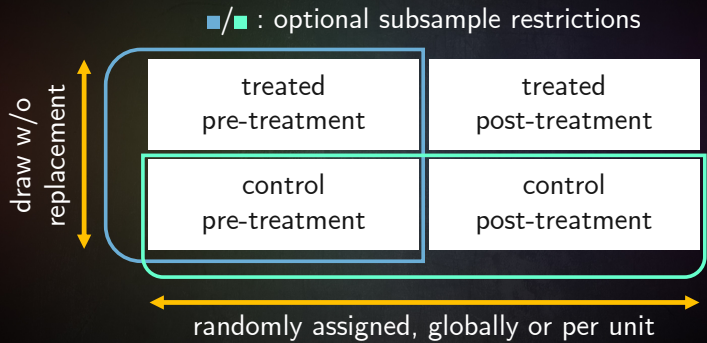 ■/■ : optional subsample restrictions
draw w/o
replacement
treated
pre-treatment
treated
post-treatment
control
pre-treatment
control
post-treatment
randomly assigned, globally or per unit